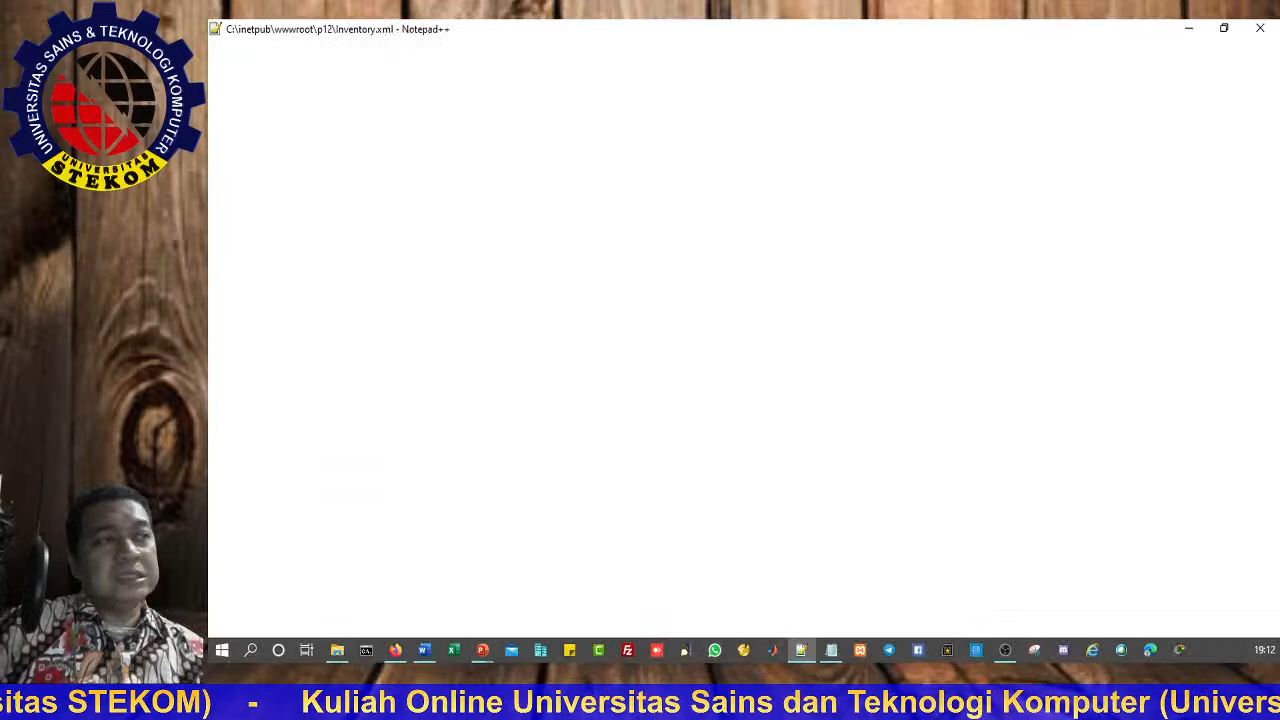 UNIVERSITAS SAINS & TEKNOLOGI KOMPUTER
UNIVERSITAS
STEKOM
C:\inetpub\wwwroot\p12\Inventory.xml - Notepad++
19:12
sitas STEKOM) - Kuliah Online Universitas Sains dan Teknologi Komputer (Univers